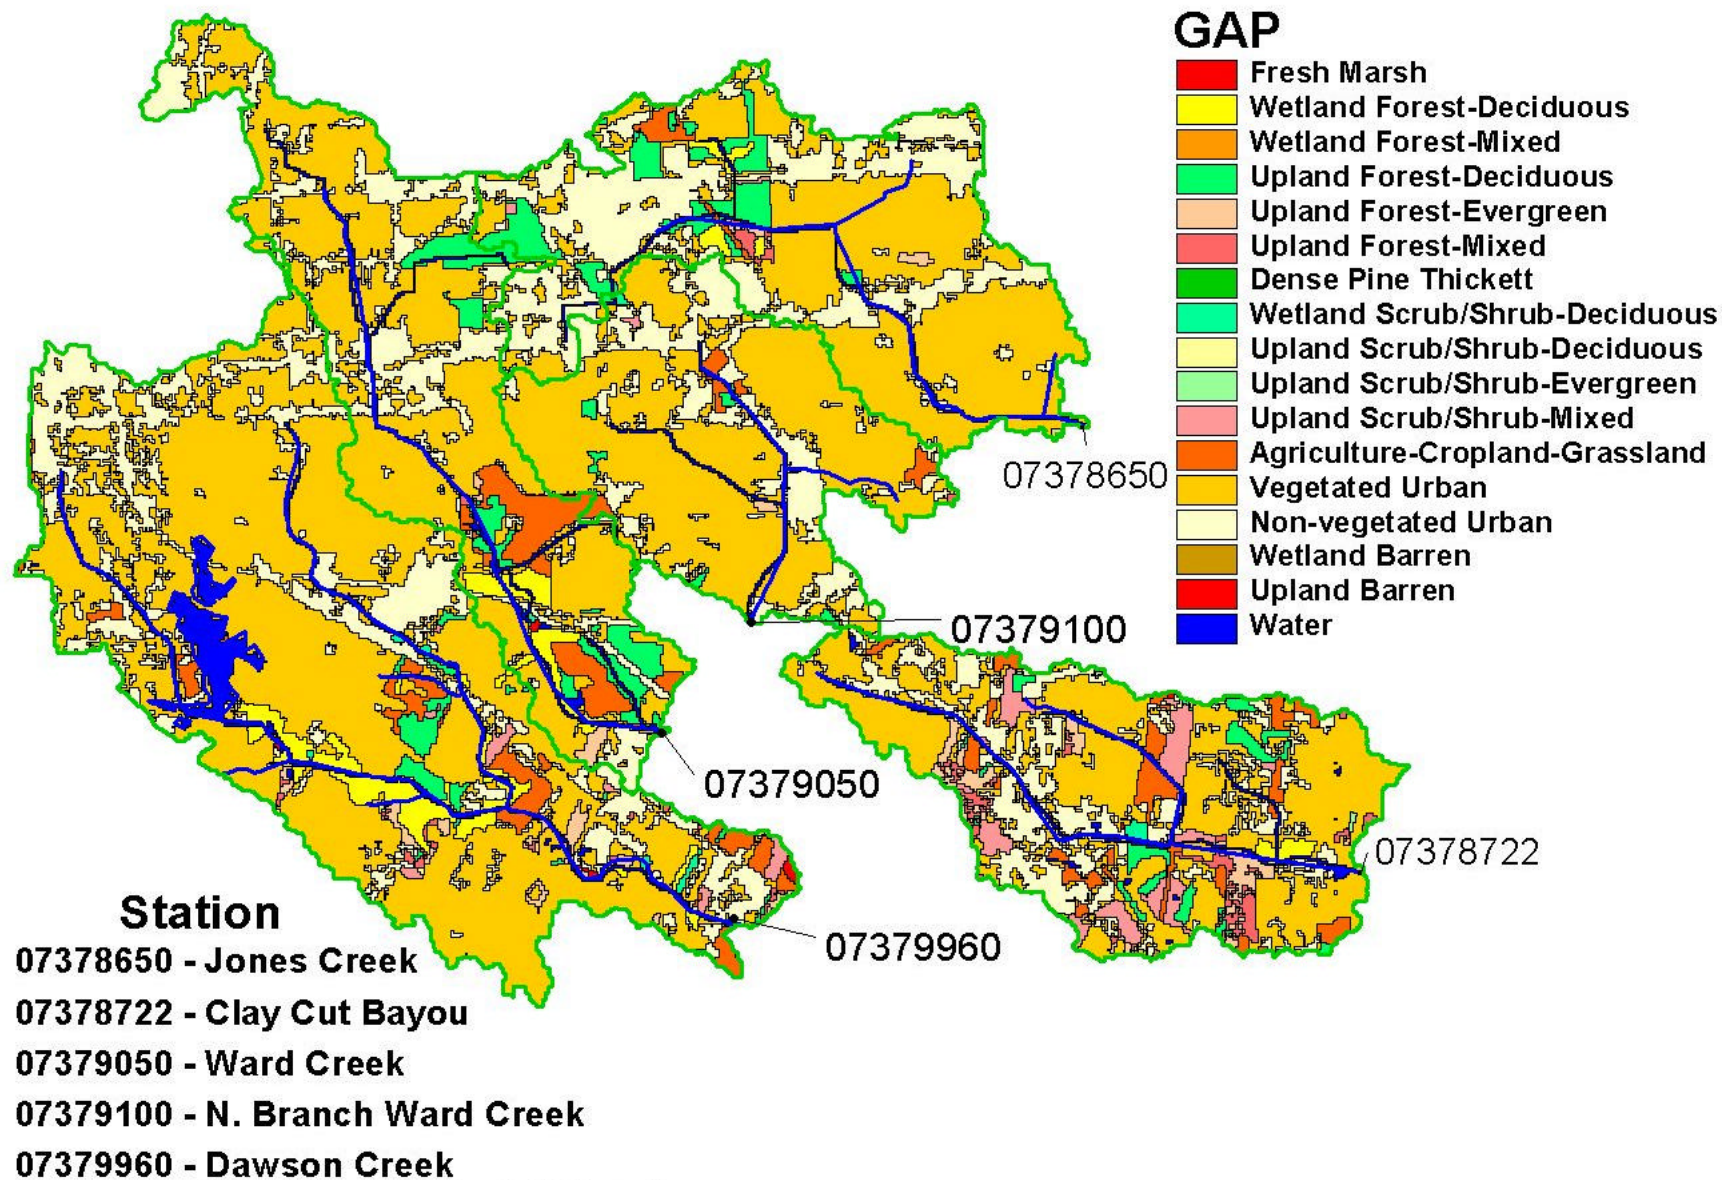 GAP
Fresh Marsh
Wetland Forest-Deciduous
Wetland Forest-Mixed
Upland Forest-Deciduous
Upland Forest-Evergreen
Upland Forest-Mixed
Dense Pine Thickett
Wetland Scrub/Shrub-Deciduous
Upland Scrub/Shrub-Deciduous
Upland Scrub/Shrub-Evergreen
Upland Scrub/Shrub-Mixed
Agriculture-Cropland-Grassland
Vegetated Urban
Non-vegetated Urban
Wetland Barren
Upland Barren
Water
07378650
07379100
07379050
07378722
07379960
Station
07378650 - Jones Creek
07378722 - Clay Cut Bayou
07379050 - Ward Creek
07379100 - N. Branch Ward Creek
07379960 - Dawson Creek